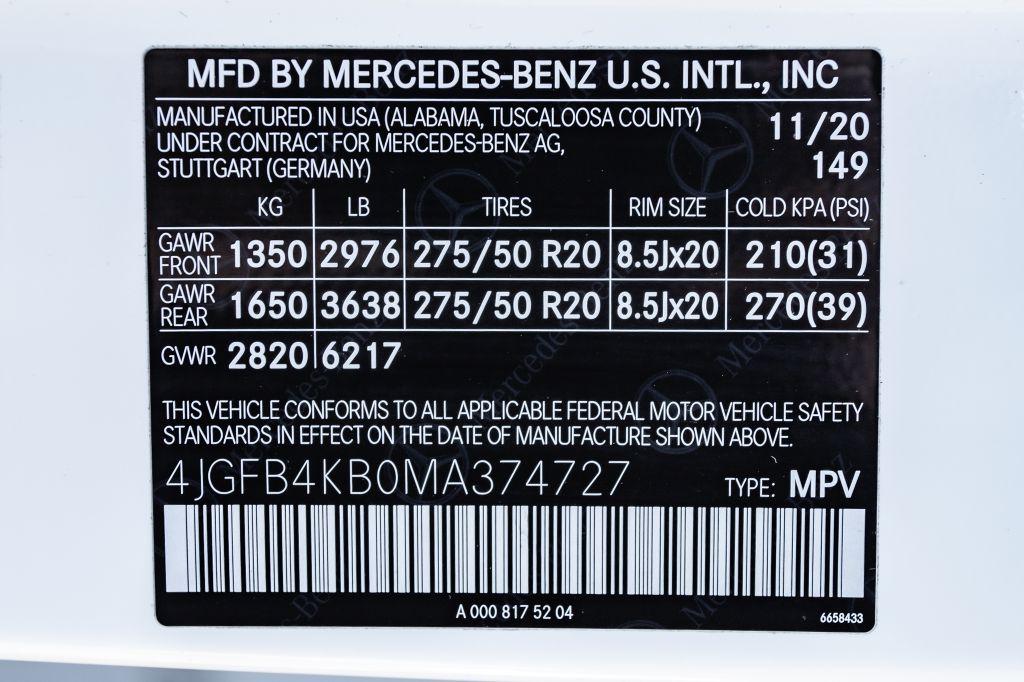 MFD BY MERCEDES-BENZ U.S. INTL., INC
MANUFACTURED IN USA (ALABAMA, TUSCALOOSA COUNTY)
UNDER CONTRACT FOR MERCEDES-BENZ AG,
STUTTGART (GERMANY)
11/20
149
KG LB TIRES RIM SIZE COLD KPA (PSI)
GAWR FRONT 1350 2976 275/50 R20 8.5Jx20 210(31)
GAWR REAR 1650 3638 275/50 R20 8.5Jx20 270(39)
GVWR 2820 6217
THIS VEHICLE CONFORMS TO ALL APPLICABLE FEDERAL MOTOR VEHICLE SAFETY
STANDARDS IN EFFECT ON THE DATE OF MANUFACTURE SHOWN ABOVE.
4JGFB4KB0MA374727 TYPE: MPV
A 000 817 52 04
6658433